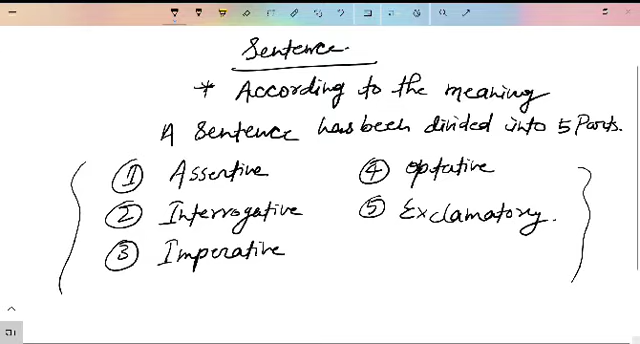 Sentence.
* According to the meaning
A Sentence has been divided into 5 Parts.
① Assertive ④ Optative
② Interrogative ⑤ Exclamatory.
③ Imperative